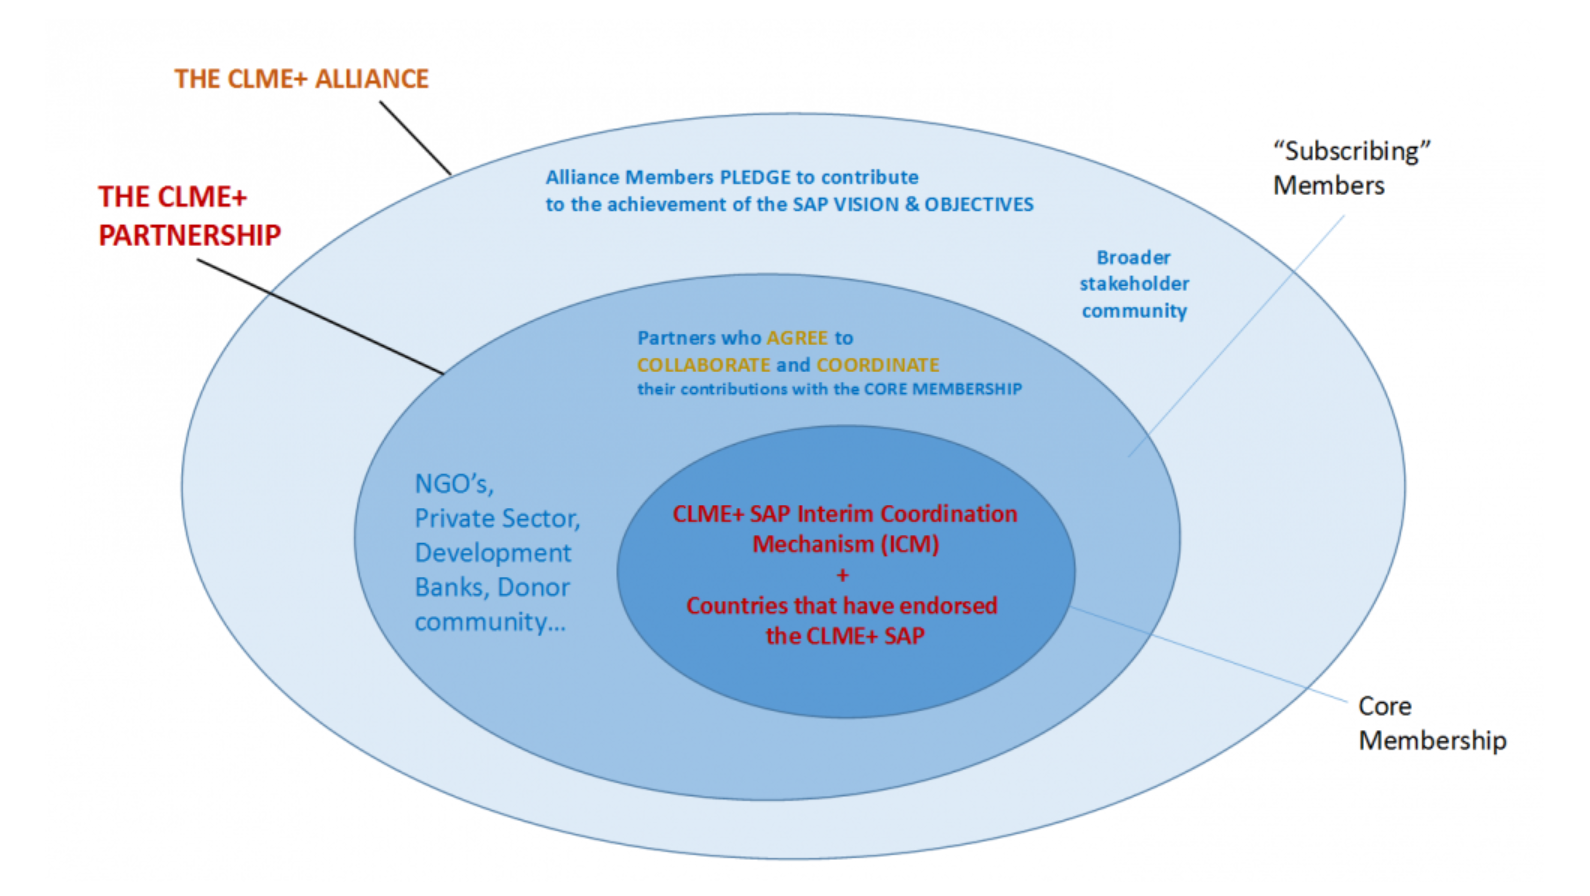 THE CLME+ ALLIANCE
THE CLME+
PARTNERSHIP
Alliance Members PLEDGE to contribute
to the achievement of the SAP VISION & OBJECTIVES
“Subscribing”
Members
Broader
stakeholder
community
Partners who AGREE to
COLLABORATE and COORDINATE
their contributions with the CORE MEMBERSHIP
NGO’s,
Private Sector,
Development
Banks, Donor
community...
CLME+ SAP Interim Coordination
Mechanism (ICM)
+
Countries that have endorsed
the CLME+ SAP
Core
Membership